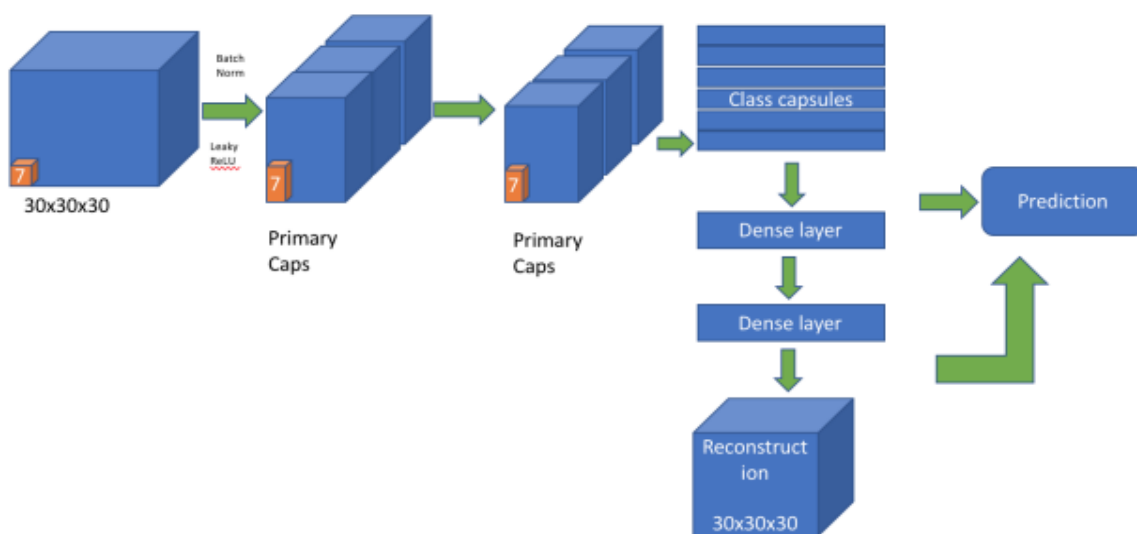 Batch
Norm
Leaky
ReLU
7
30x30x30
7
Primary
Caps
7
Primary
Caps
Class capsules
Dense layer
Dense layer
Reconstruct
ion
30x30x30
Prediction